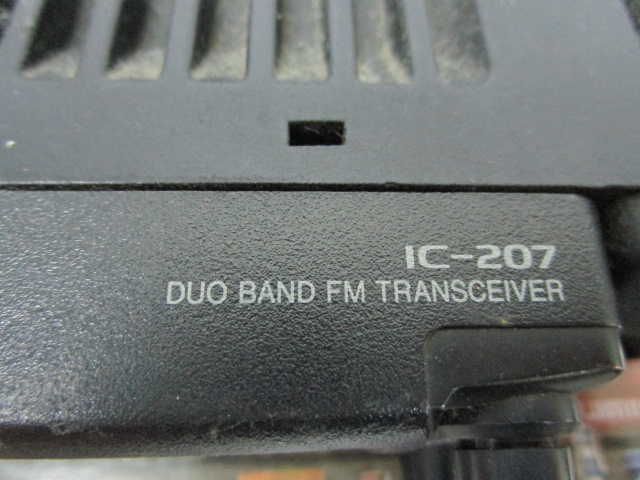 IC-207
DUO BAND FM TRANSCEIVER